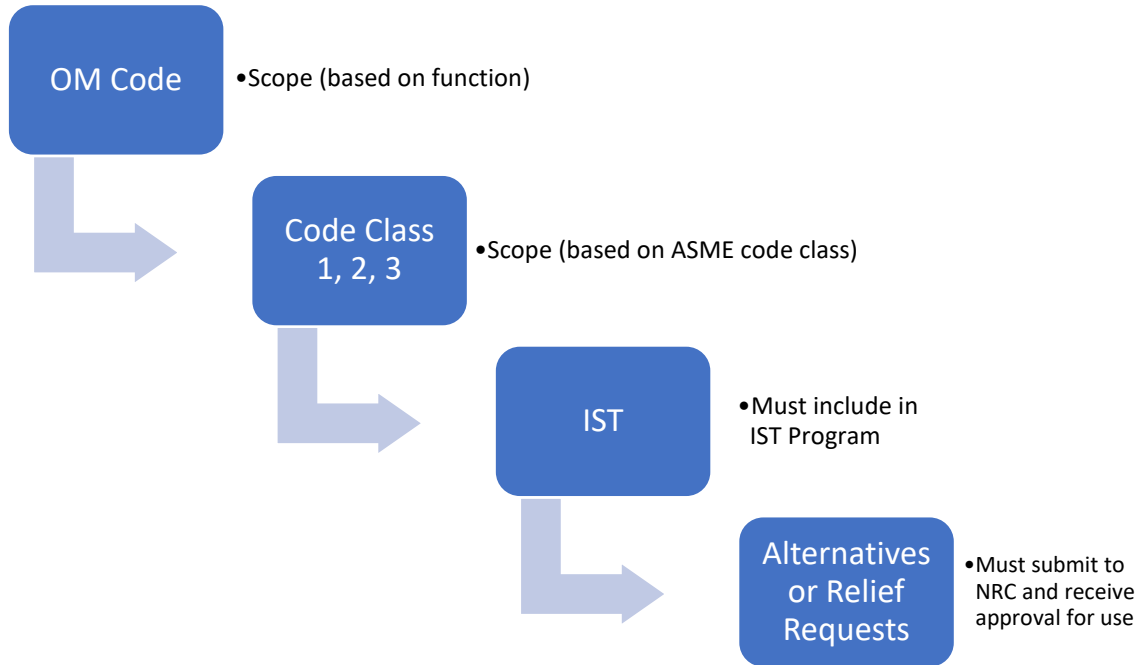 OM Code
•Scope (based on function)
Code Class
1, 2, 3
•Scope (based on ASME code class)
IST
•Must include in
IST Program
Alternatives
or Relief
Requests
•Must submit to
NRC and receive
approval for use